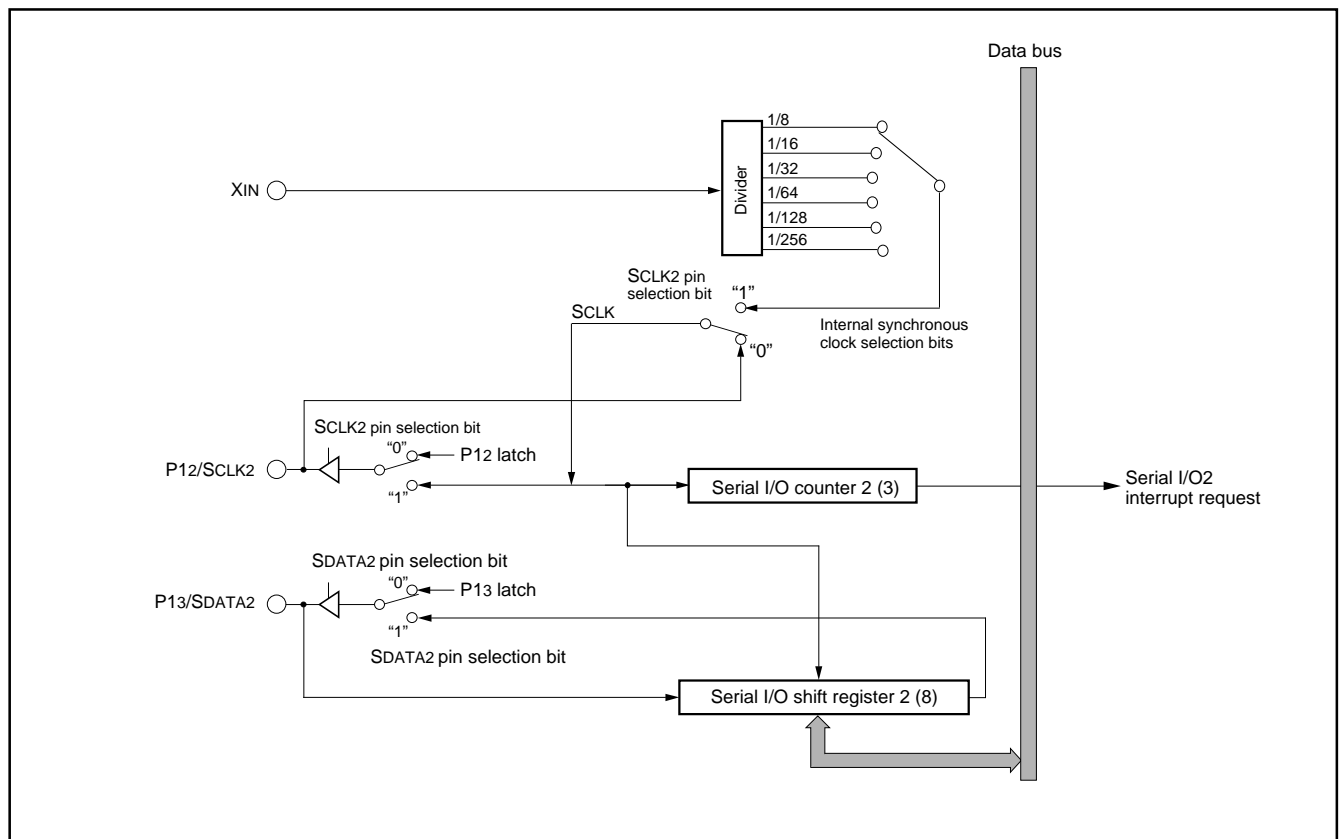 Data bus
XIN
Divider
1/8
1/16
1/32
1/64
1/128
1/256
SCLK2 pin
selection bit
“1”
SCLK
“0”
Internal synchronous
clock selection bits
SCLK2 pin selection bit
“0”
P12 latch
P12/SCLK2
“1”
Serial I/O counter 2 (3)
Serial I/O2
interrupt request
SDATA2 pin selection bit
“0”
P13 latch
P13/SDATA2
“1”
SDATA2 pin selection bit
Serial I/O shift register 2 (8)